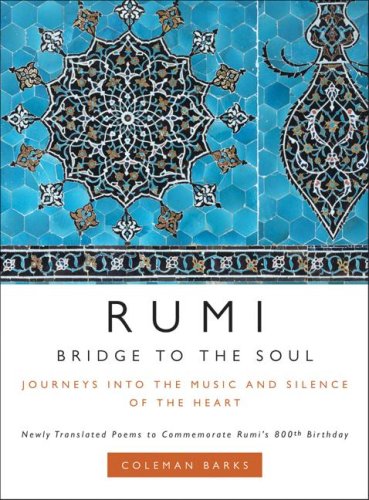 RUMI
BRIDGE TO THE SOUL
JOURNEYS INTO THE MUSIC AND SILENCE
OF THE HEART
Newly Translated Poems to Commemorate Rumi's 800th Birthday
COLEMAN BARKS